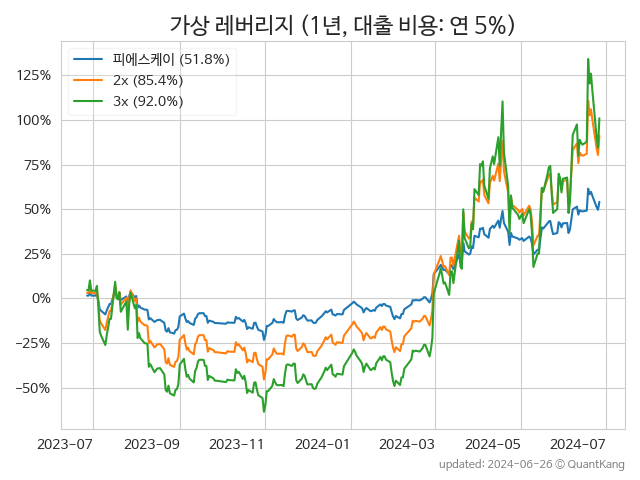 가상 레버리지 (1년, 대출 비용: 연 5%)
피에스케이 (51.8%)
2x (85.4%)
3x (92.0%)
125%
100%
75%
50%
25%
0%
−25%
−50%
2023-07 2023-09 2023-11 2024-01 2024-03 2024-05 2024-07
updated: 2024-06-26 © QuantKang